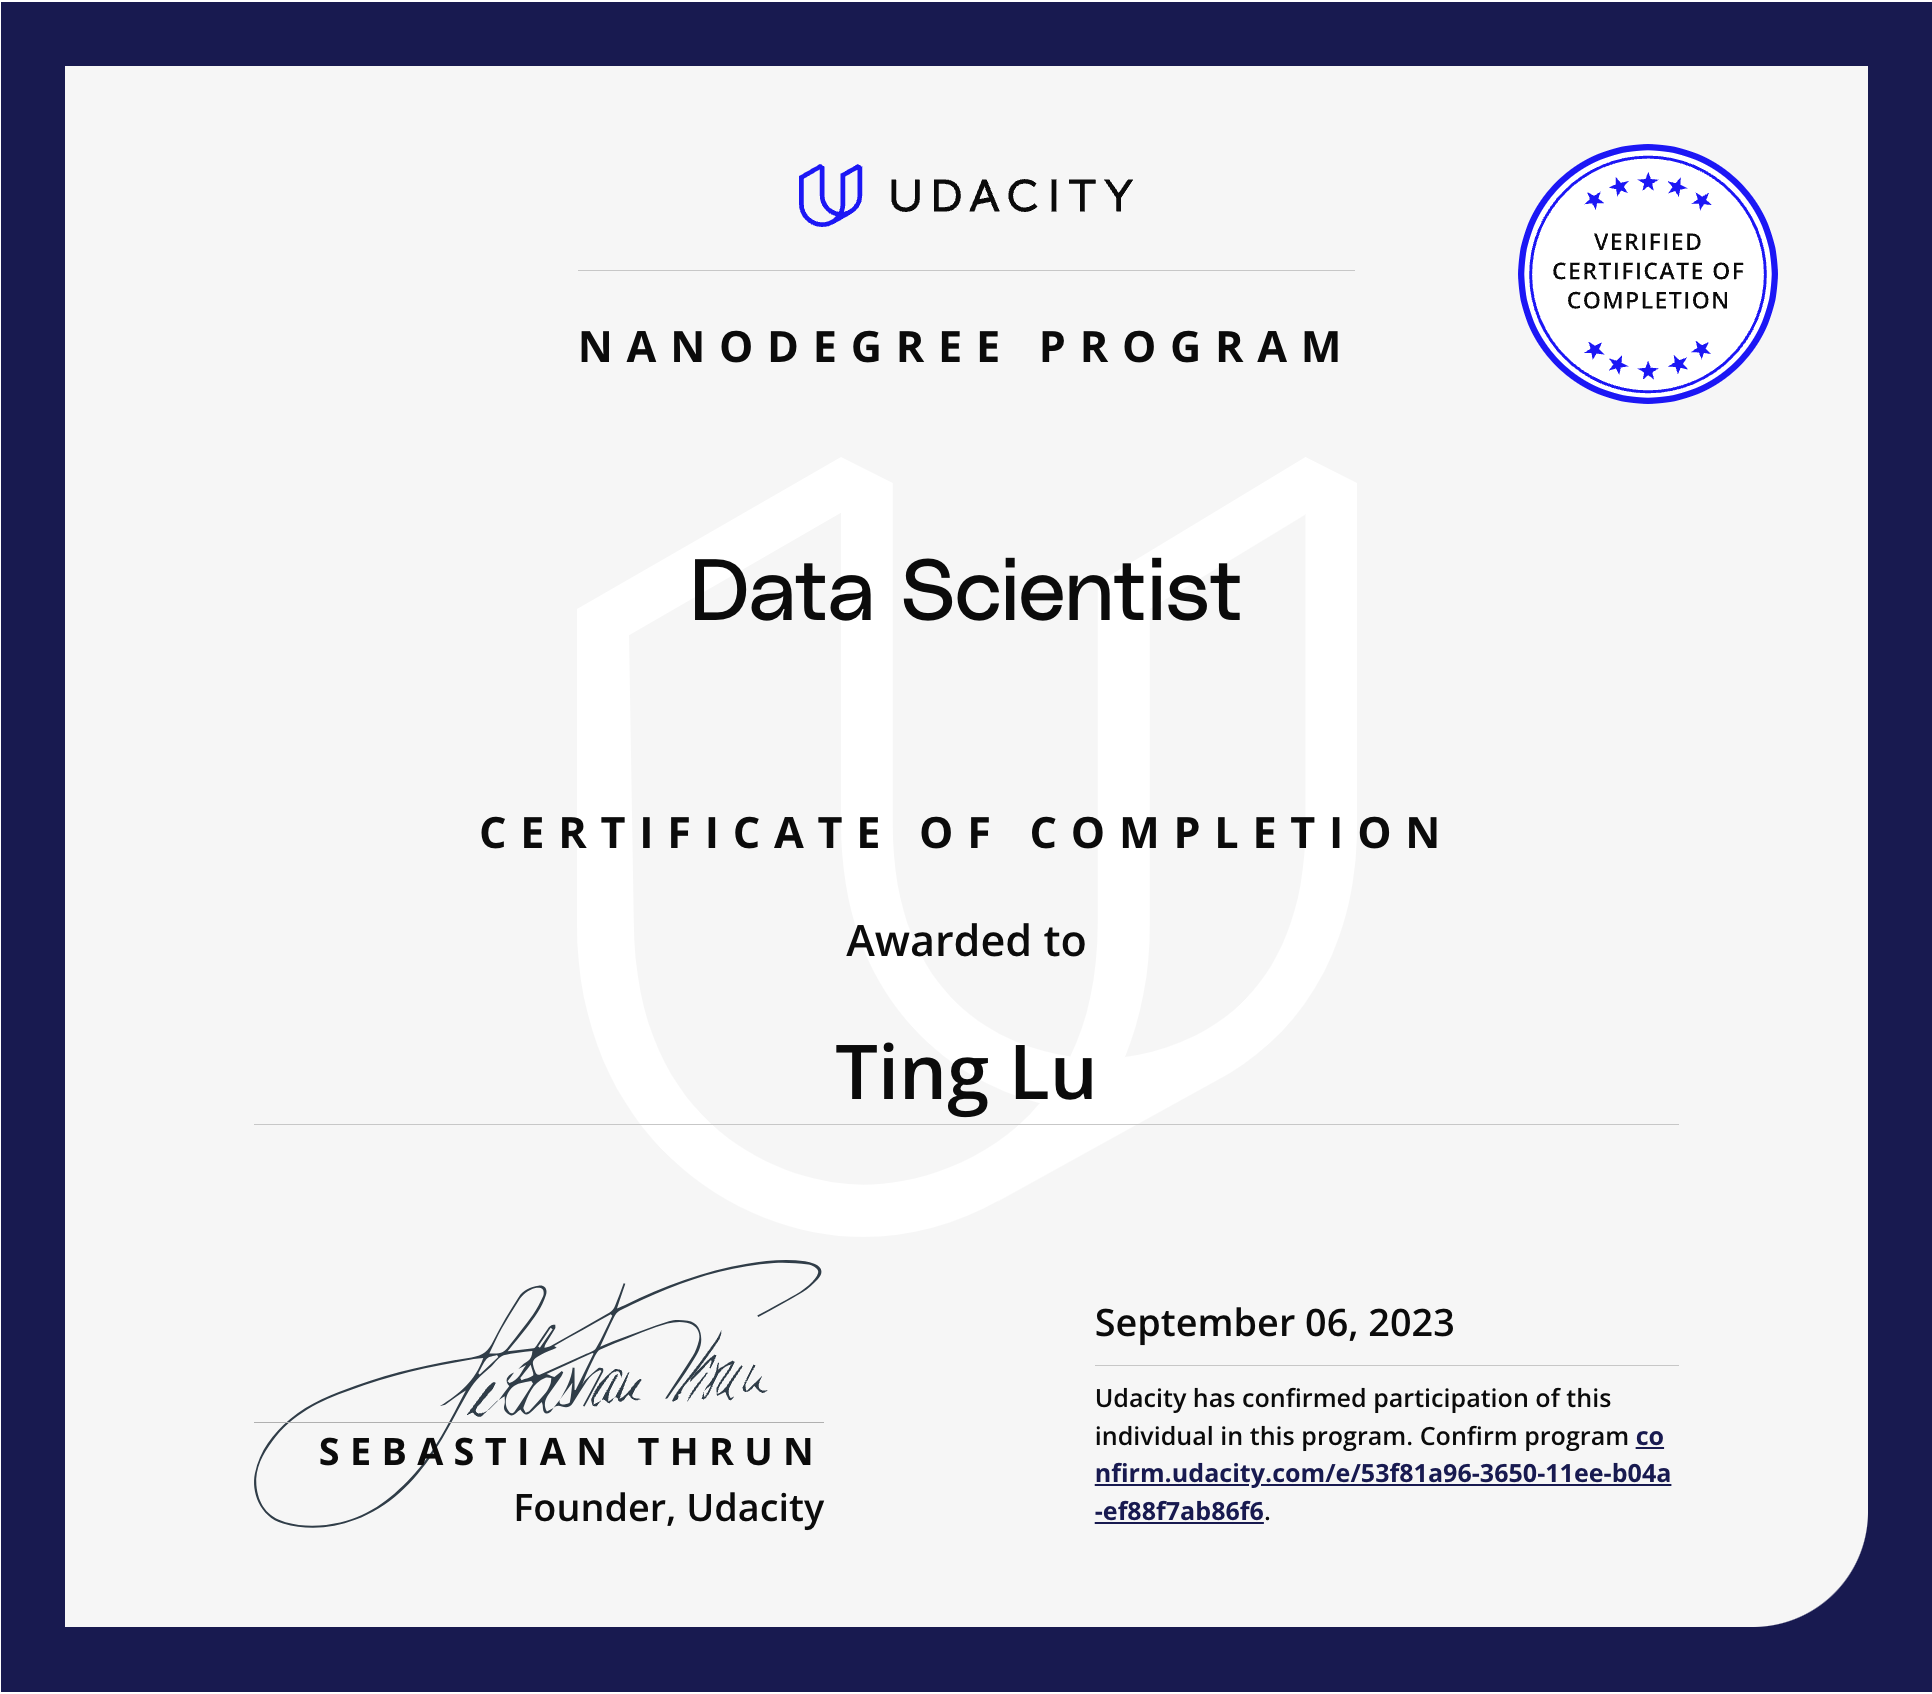 UDACITY
VERIFIED
CERTIFICATE OF
COMPLETION
NANODEGREE PROGRAM
Data Scientist
CERTIFICATE OF COMPLETION
Awarded to
Ting Lu
Sebastian Thrun
SEBASTIAN THRUN
Founder, Udacity
September 06, 2023
Udacity has confirmed participation of this
individual in this program. Confirm program co
nfirm.udacity.com/e/53f81a96-3650-11ee-b04a
-ef88f7ab86f6.